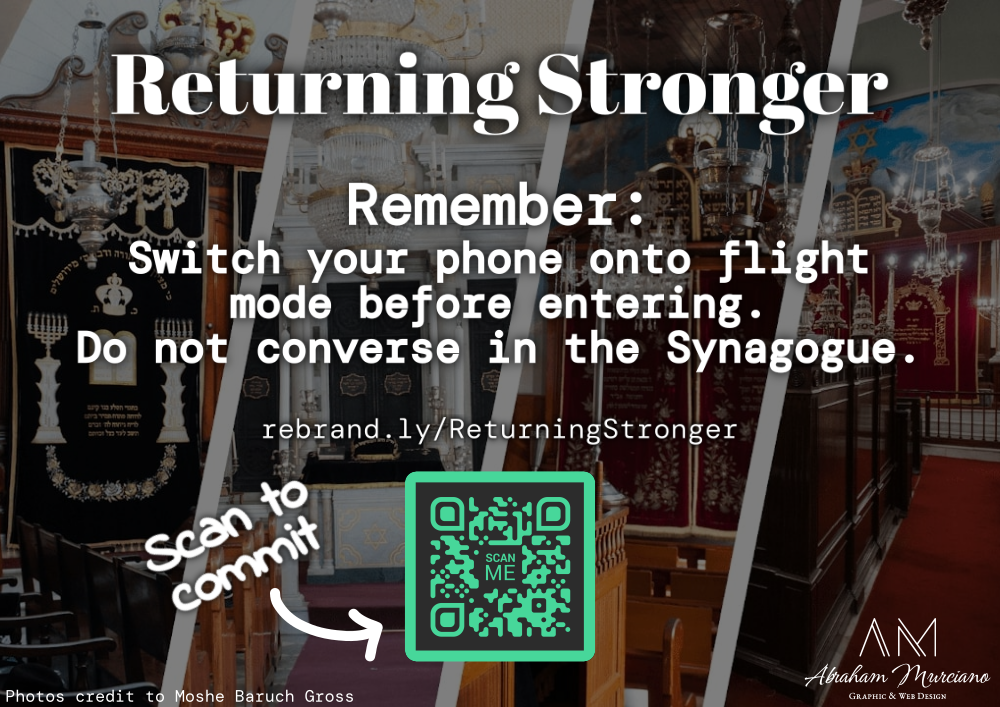 Returning Stronger
Remember:
Switch your phone onto flight
mode before entering.
Do not converse in the Synagogue.
rebrand.ly/ReturningStronger
Scan to
commit
SCAN
ME
AM
Abraham Murciano
Graphic & Web Design
Photos credit to Moshe Baruch Gross